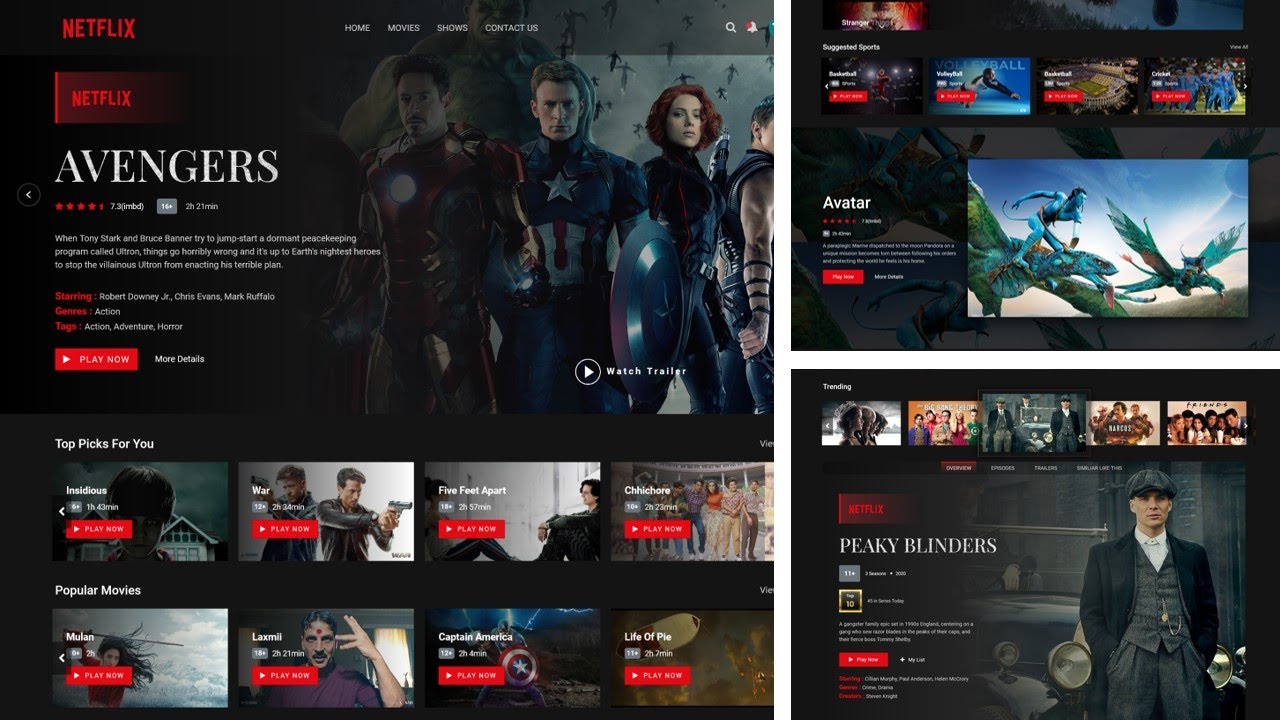 NETFLIX
HOME MOVIES SHOWS CONTACT US
NETFLIX
AVENGERS
7.3(imbd) 16+ 2h 21min
When Tony Stark and Bruce Banner try to jump-start a dormant peacekeeping
program called Ultron, things go horribly wrong and it's up to Earth's nightest heroes
to stop the villainous Ultron from enacting his terrible plan.
Starring : Robert Downey Jr., Chris Evans, Mark Ruffalo
Genres : Action
Tags : Action, Adventure, Horror
PLAY NOW More Details
Watch Trailer
Top Picks For You
Insidious
6+ 1h 43min
PLAY NOW
War
12+ 2h 34min
PLAY NOW
WAR
Five Feet Apart
18+ 2h 57min
PLAY NOW
Chhichore
10+ 2h 23min
PLAY NOW
Popular Movies
Mulan
0+ 2h
PLAY NOW
Laxmii
18+ 2h 21min
PLAY NOW
Captain America
12+ 2h 4min
PLAY NOW
Life Of Pie
11+ 2h.7min
PLAY NOW
Stranger Things
Suggested Sports View All
Basketball
Sports
PLAY NOW
VOLLEYBALL
VolleyBall
PRO Sports
PLAY NOW
Basketball
Sports
PLAY NOW
Cricket
Sports
PLAY NOW
Avatar
7.8(imbd)
2h 42min
A paraplegic Marine dispatched to the moon Pandora on a
unique mission becomes torn between following his orders
and protecting the world he feels is his home.
Play Now More Details
Trending
BIG BANG THEORY
NARCOS
FRIENDS
OVERVIEW EPISODES TRAILERS SIMILIAR LIKE THIS
NETFLIX
PEAKY BLINDERS
11+ 3 Seasons • 2020
Top
10
#5 in Series Today
A gangster family epic set in 1900s England, centering on a
gang who sew razor blades in the peaks of their caps, and
their fierce boss Tommy Shelby.
Play Now + My List
Starring : Cillian Murphy, Paul Anderson, Helen McCrory
Genres : Crime, Drama
Creators : Steven Knight